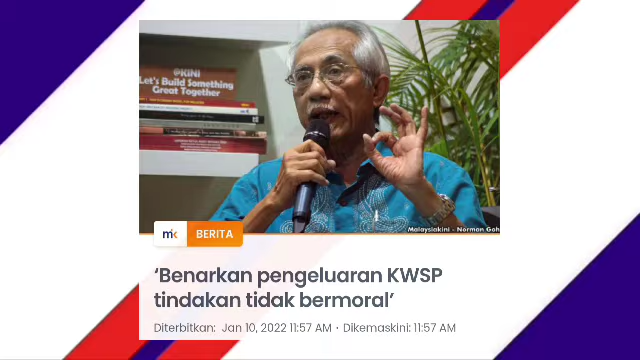 @KINI
Let's Build Something
Great Together
Malaysiakini - Norman Goh
mk BERITA
‘Benarkan pengeluaran KWSP
tindakan tidak bermoral’
Diterbitkan: Jan 10, 2022 11:57 AM · Dikemaskini: 11:57 AM